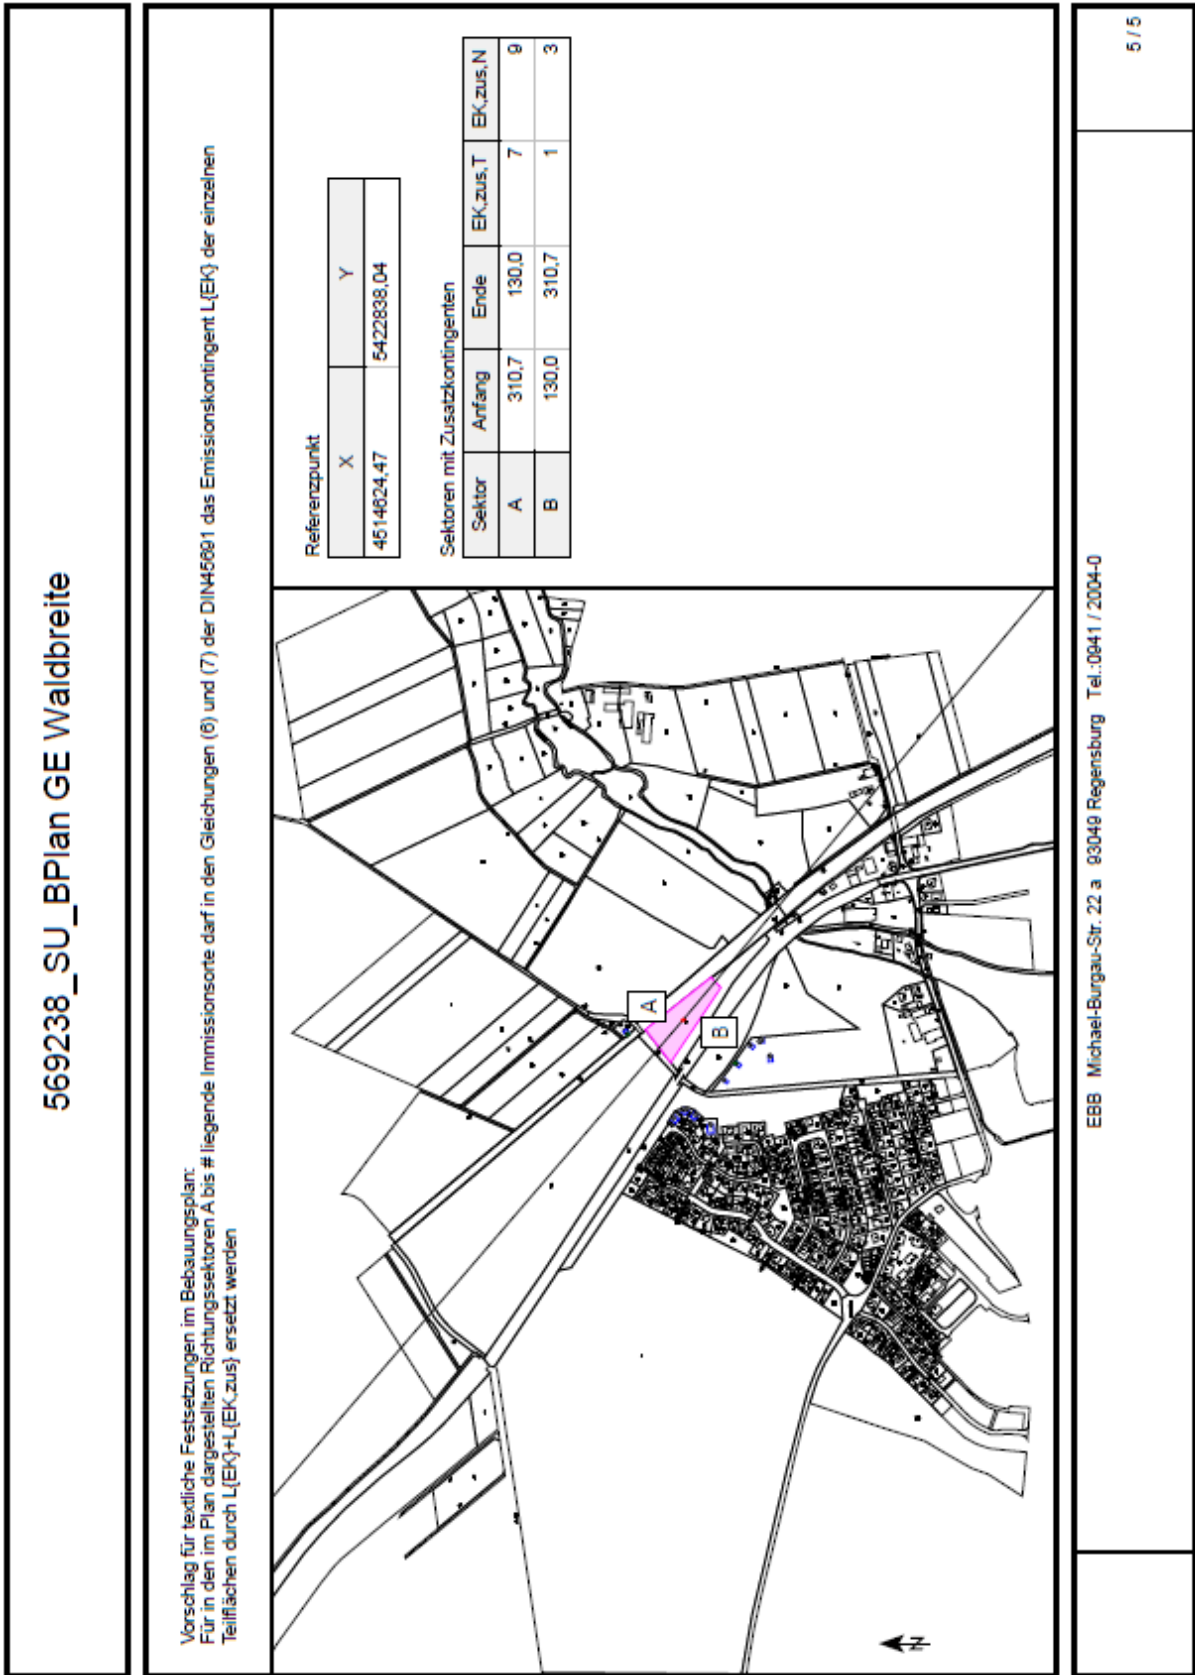 569238_SU_BPlan GE Waldbreite
Vorschlag für textliche Festsetzungen im Bebauungsplan:
Für in den im Plan dargestellten Richtungssektoren A bis # liegende Immissionsorte darf in den Gleichungen (6) und (7) der DIN45691 das Emissionskontingent L{EK} der einzelnen
Teilflächen durch L{EK}+L{EK,zus} ersetzt werden
Referenzpunkt
X Y
4514624,47 5422838,04
Sektoren mit Zusatzkontingenten
Sektor Anfang Ende EK,zus,T EK,zus,N
A 310,7 130,0 7 9
B 130,0 310,7 1 3
A
B
N
EBB Michael-Burgau-Str. 22 a 93049 Regensburg Tel.:0941 / 2004-0
5 / 5